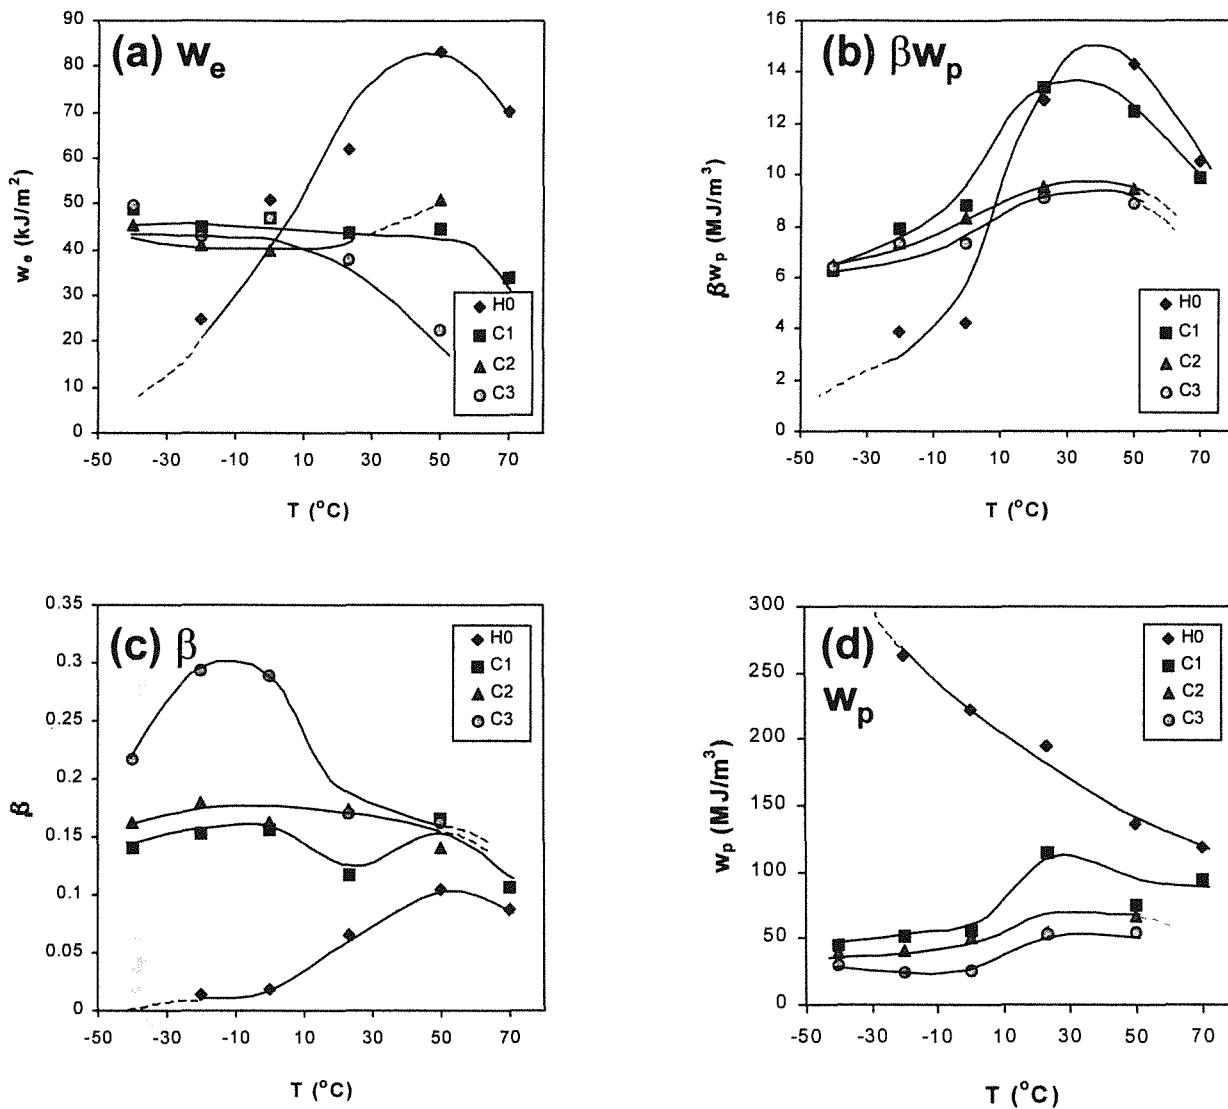 (a) we
90
80
70
60
50
40
30
20
10
0
we (kJ/m2)
-50 -30 -10 10 30 50 70
T (oC)
H0
C1
C2
C3
(b) βwp
16
14
12
10
8
6
4
2
0
βwp (MJ/m3)
-50 -30 -10 10 30 50 70
T (oC)
H0
C1
C2
C3
(c) β
0.35
0.3
0.25
0.2
0.15
0.1
0.05
0
β
-50 -30 -10 10 30 50 70
T (oC)
H0
C1
C2
C3
(d)
wp
300
250
200
150
100
50
0
wp (MJ/m3)
-50 -30 -10 10 30 50 70
T (oC)
H0
C1
C2
C3